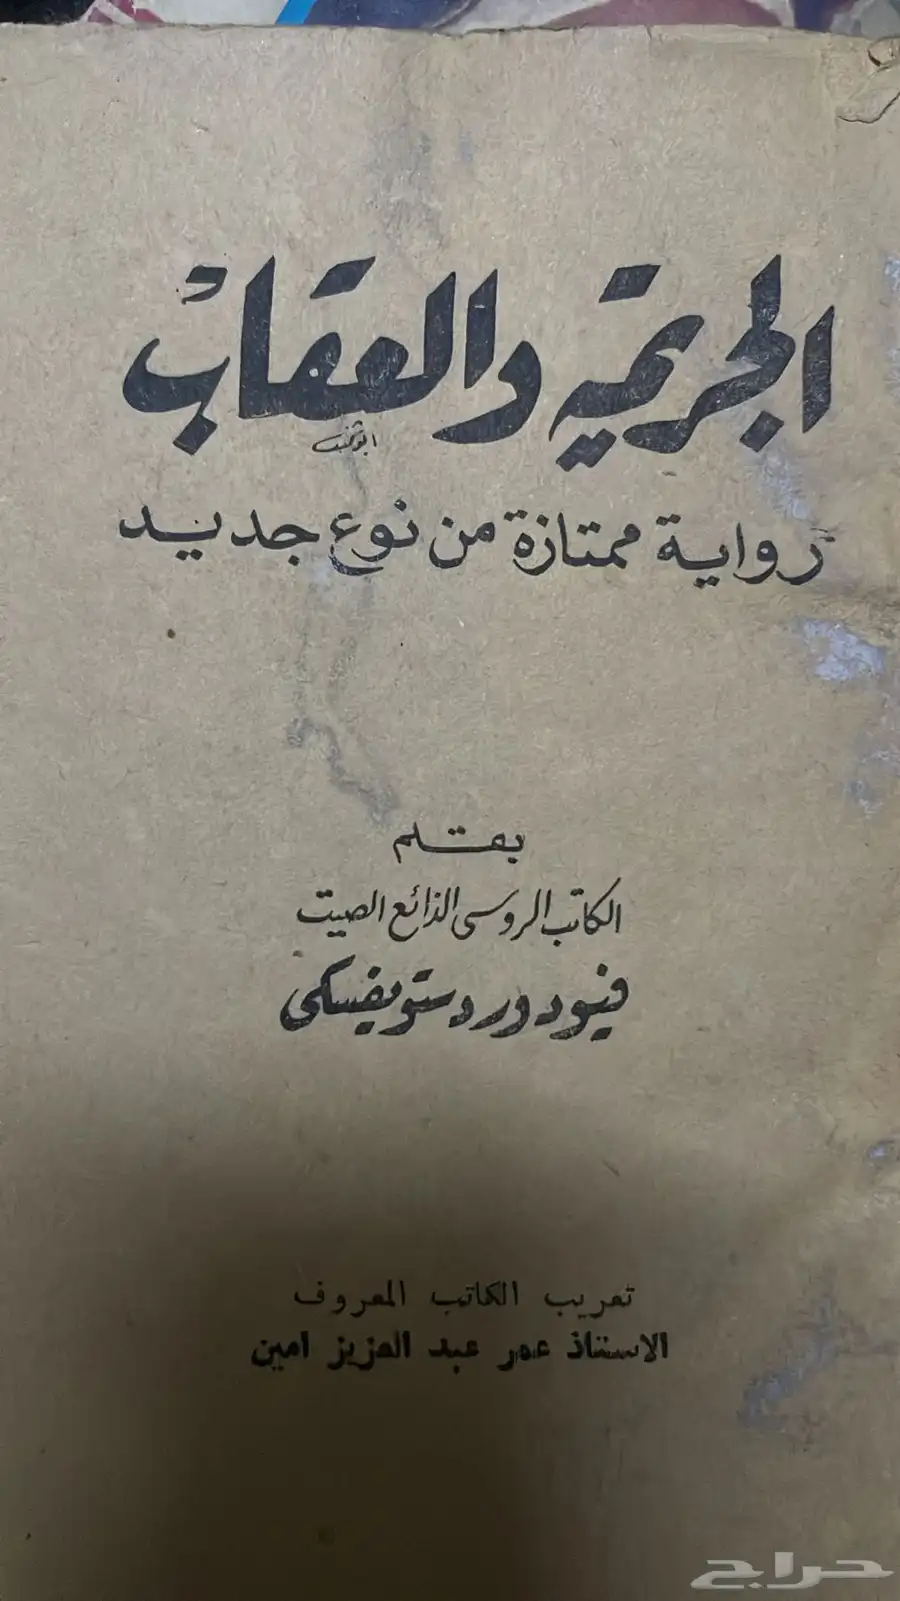 الجريمة والعقاب
رواية ممتازة من نوع جديد
بقلم
الكاتب الروسى الذائع الصيت
فيودور دستويفسكى
تعريب الكاتب المعروف
الاستاذ عمر عبد العزيز امين
حراج